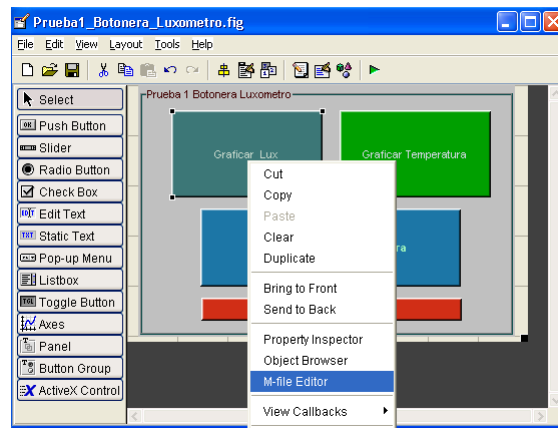 Prueba1_Botonera_Luxometro.fig
File Edit View Layout Tools Help
Select
Push Button
Slider
Radio Button
Check Box
Edit Text
Static Text
Pop-up Menu
Listbox
Toggle Button
Axes
Panel
Button Group
ActiveX Control
Prueba 1 Botonera Luxometro
Graficar Lux
Graficar Temperatura
ra
Cut
Copy
Paste
Clear
Duplicate
Bring to Front
Send to Back
Property Inspector
Object Browser
M-file Editor
View Callbacks